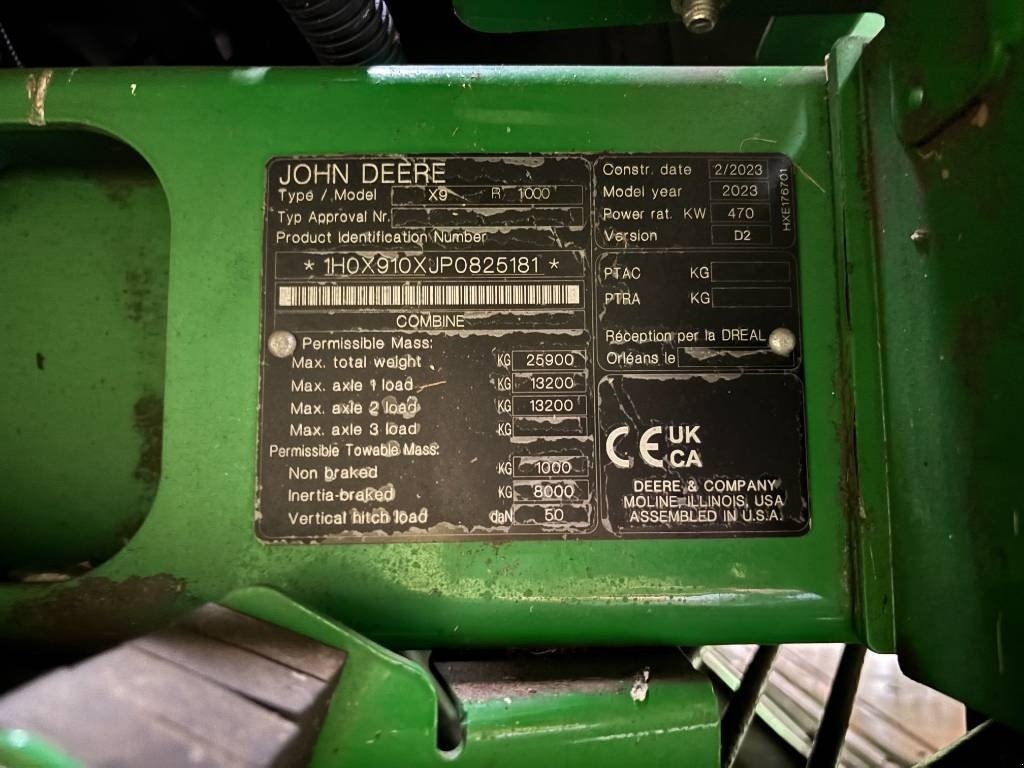 JOHN DEERE
Type / Model X9 R 1000
Typ Approval Nr.
Product Identification Number
* 1H0X910XJP0825181 *
COMBINE
Permissible Mass:
Max. total weight KG 25900
Max. axle 1 load KG 13200
Max. axle 2 load KG 13200
Max. axle 3 load KG
Permissible Towable Mass:
Non braked KG 1000
Inertia-braked KG 8000
Vertical hitch load daN 50
Constr. date 2/2023
Model year 2023
Power rat. KW 470
Version D2
HXE176701
PTAC KG
PTRA KG
Réception per la DREAL
Orléans le
CE UK
CA
DEERE & COMPANY
MOLINE, ILLINOIS, USA
ASSEMBLED IN U.S.A.